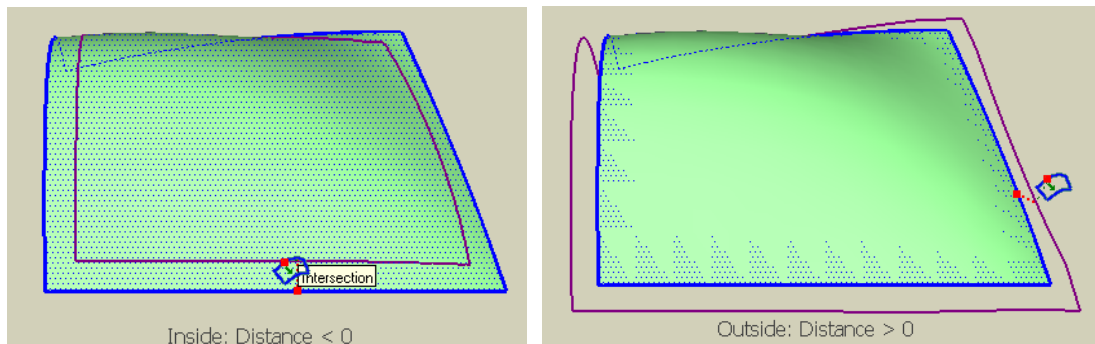 Intersection
Inside: Distance < 0
Outside: Distance > 0